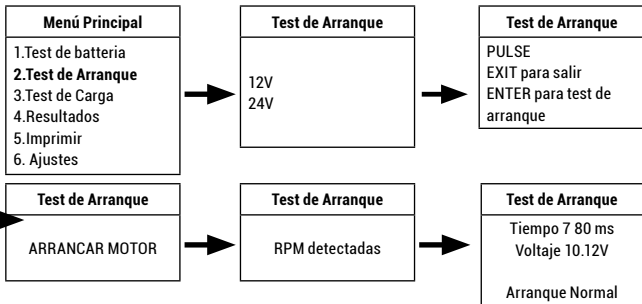 Menú Principal
1.Test de batteria
2.Test de Arranque
3.Test de Carga
4.Resultados
5.Imprimir
6. Ajustes
Test de Arranque
12V
24V
Test de Arranque
PULSE
EXIT para salir
ENTER para test de
arranque
Test de Arranque
ARRANCAR MOTOR
Test de Arranque
RPM detectadas
Test de Arranque
Tiempo 7 80 ms
Voltaje 10.12V
Arranque Normal